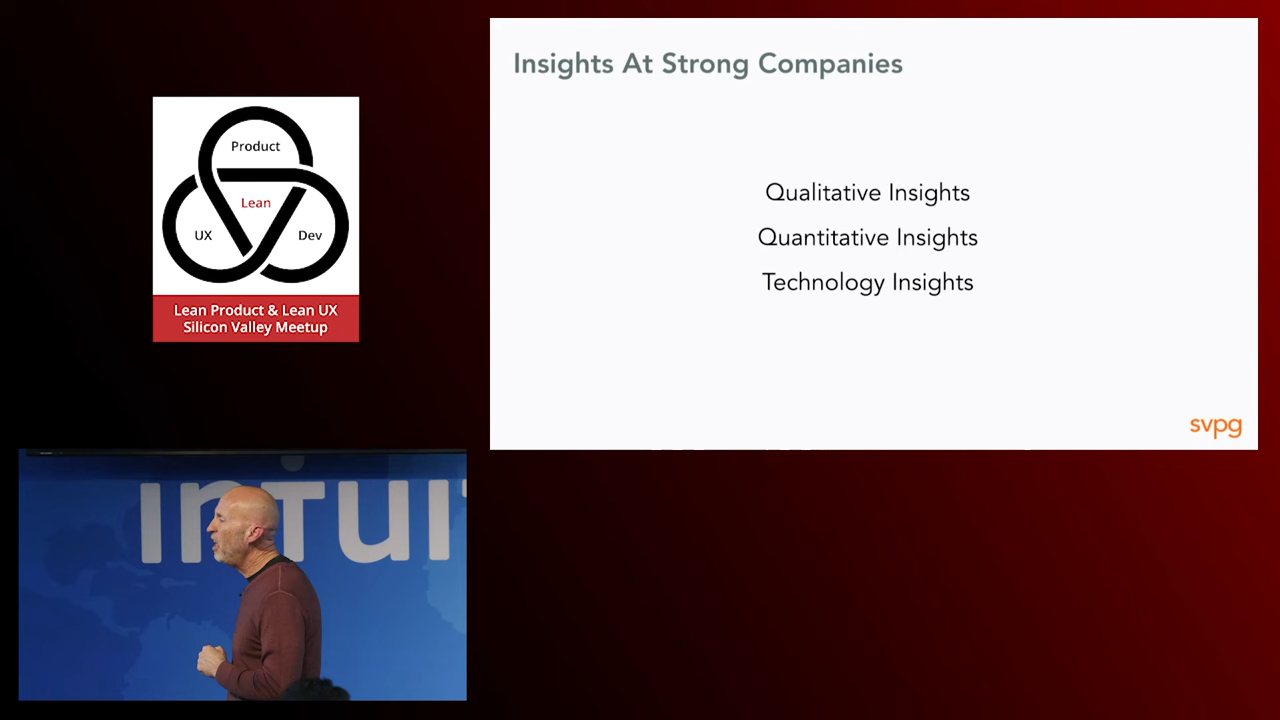 Product
Lean
UX
Dev
Lean Product & Lean UX
Silicon Valley Meetup
Insights At Strong Companies
Qualitative Insights
Quantitative Insights
Technology Insights
svpg
intuit